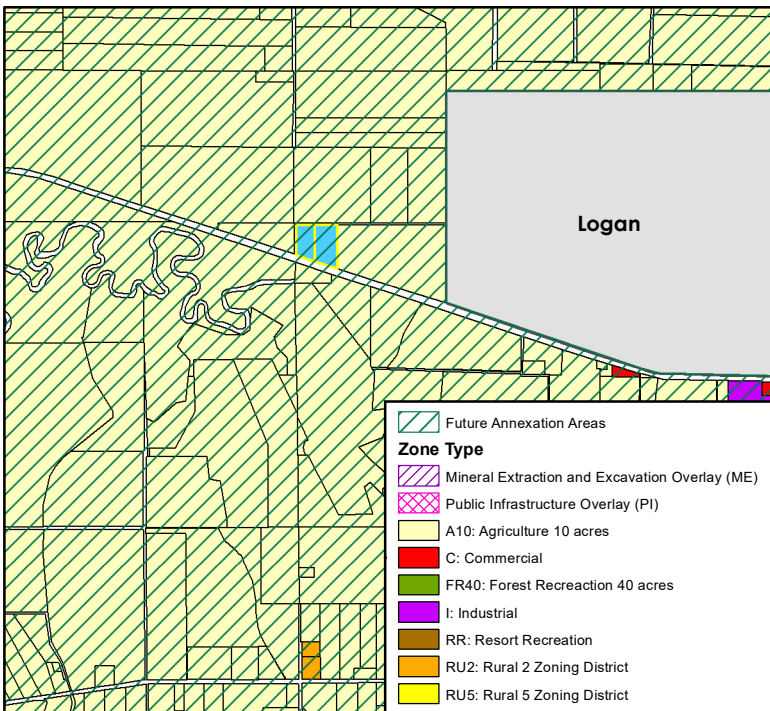 Logan
Future Annexation Areas
Zone Type
Mineral Extraction and Excavation Overlay (ME)
Public Infrastructure Overlay (PI)
A10: Agriculture 10 acres
C: Commercial
FR40: Forest Recreaction 40 acres
I: Industrial
RR: Resort Recreation
RU2: Rural 2 Zoning District
RU5: Rural 5 Zoning District